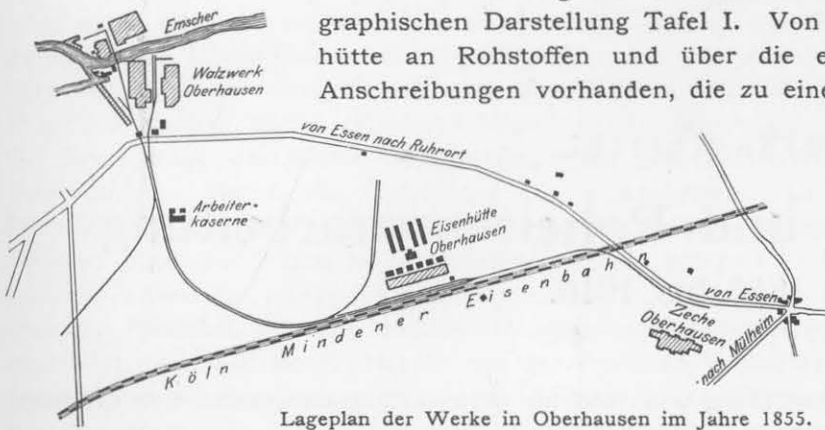 graphischen Darstellung Tafel I. Von
hütte an Rohstoffen und über die e
Anschreibungen vorhanden, die zu eine
Emscher
Walzwerk
Oberhausen
von Essen nach Ruhrort
Arbeiter-
kaserne
Eisenhütte
Oberhausen
Köln Mindener Eisenbahn
von Essen
Zeche
Oberhausen
nach Mülheim
Lageplan der Werke in Oberhausen im Jahre 1855.